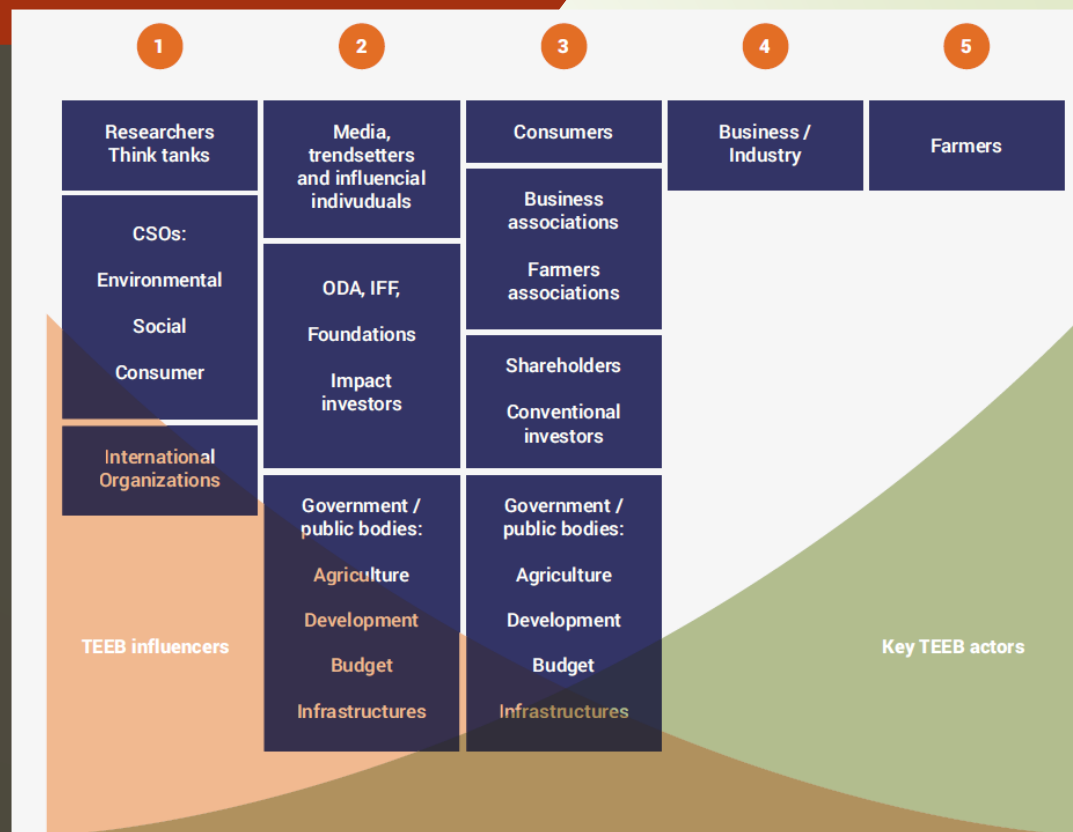 1
2
3
4
5
Researchers
Think tanks
CSOs:
Environmental
Social
Consumer
International
Organizations
Media,
trendsetters
and influencial
indivuduals
ODA, IFF,
Foundations
Impact
investors
Government /
public bodies:
Agriculture
Development
Budget
Infrastructures
Consumers
Business
associations
Farmers
associations
Shareholders
Conventional
investors
Government /
public bodies:
Agriculture
Development
Budget
Infrastructures
Business /
Industry
Farmers
TEEB influencers
Key TEEB actors